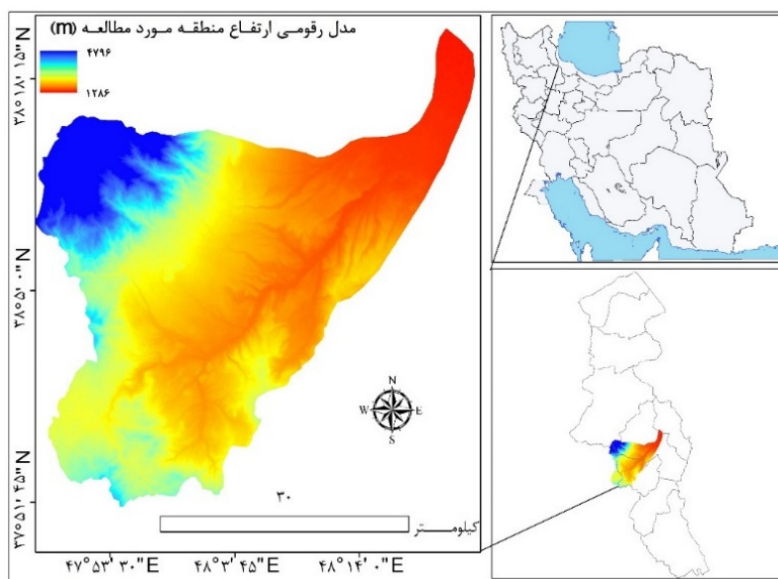 مدل رقومی ارتفاع منطقه مورد مطالعه (m)
۴۷۹۶
۱۲۸۶
۳۸°۱۸' ۱۵"N
۳۸°۵' ۰"N
۳۷°۵۱' ۴۵"N
N
W E
S
۳۰
کیلومتر
۴۷°۵۳' ۳۰"E ۴۸°۳'۴۵"E ۴۸°۱۴' ۰"E